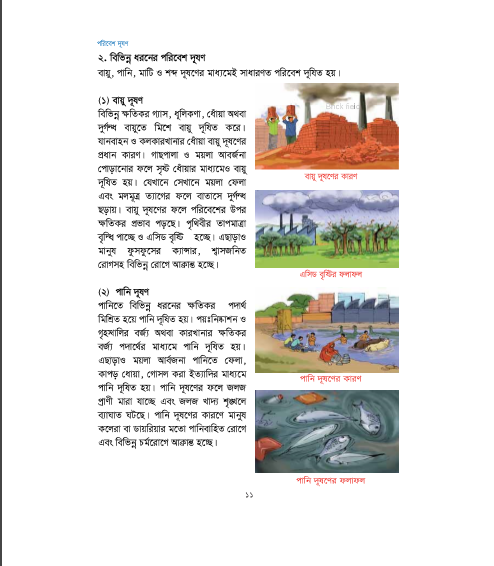 পরিবেশ দূষণ
২. বিভিন্ন ধরনের পরিবেশ দূষণ
বায়ু, পানি, মাটি ও শব্দ দূষণের মাধ্যমেই সাধারণত পরিবেশ দূষিত হয়।
(১) বায়ু দূষণ
বিভিন্ন ক্ষতিকর গ্যাস, ধূলিকণা, ধোঁয়া অথবা
দুর্গন্ধ বায়ুতে মিশে বায়ু দূষিত করে।
যানবাহন ও কলকারখানার ধোঁয়া বায়ু দূষণের
প্রধান কারণ। গাছপালা ও ময়লা আবর্জনা
পোড়ানোর ফলে সৃষ্ট ধোঁয়ার মাধ্যমেও বায়ু
দূষিত হয়। যেখানে সেখানে ময়লা ফেলা
এবং মলমূত্র ত্যাগের ফলে বাতাসে দুর্গন্ধ
ছড়ায়। বায়ু দূষণের ফলে পরিবেশের উপর
ক্ষতিকর প্রভাব পড়ছে। পৃথিবীর তাপমাত্রা
বৃদ্ধি পাচ্ছে ও এসিড বৃষ্টি হচ্ছে। এছাড়াও
মানুষ ফুসফুসের ক্যান্সার, শ্বাসজনিত
রোগসহ বিভিন্ন রোগে আক্রান্ত হচ্ছে।
brick field
বায়ু দূষণের কারণ
এসিড বৃষ্টির ফলাফল
(২) পানি দূষণ
পানিতে বিভিন্ন ধরনের ক্ষতিকর পদার্থ
মিশ্রিত হয়ে পানি দূষিত হয়। পয়ঃনিষ্কাশন ও
গৃহস্থালির বর্জ্য অথবা কারখানার ক্ষতিকর
বর্জ্য পদার্থের মাধ্যমে পানি দূষিত হয়।
এছাড়াও ময়লা আর্বজনা পানিতে ফেলা,
কাপড় ধোয়া, গোসল করা ইত্যাদির মাধ্যমে
পানি দূষিত হয়। পানি দূষণের ফলে জলজ
প্রাণী মারা যাচ্ছে এবং জলজ খাদ্য শৃঙ্খলে
ব্যাঘাত ঘটছে। পানি দূষণের কারণে মানুষ
কলেরা বা ডায়রিয়ার মতো পানিবাহিত রোগে
এবং বিভিন্ন চর্মরোগে আক্রান্ত হচ্ছে।
পানি দূষণের কারণ
পানি দূষণের ফলাফল
১১